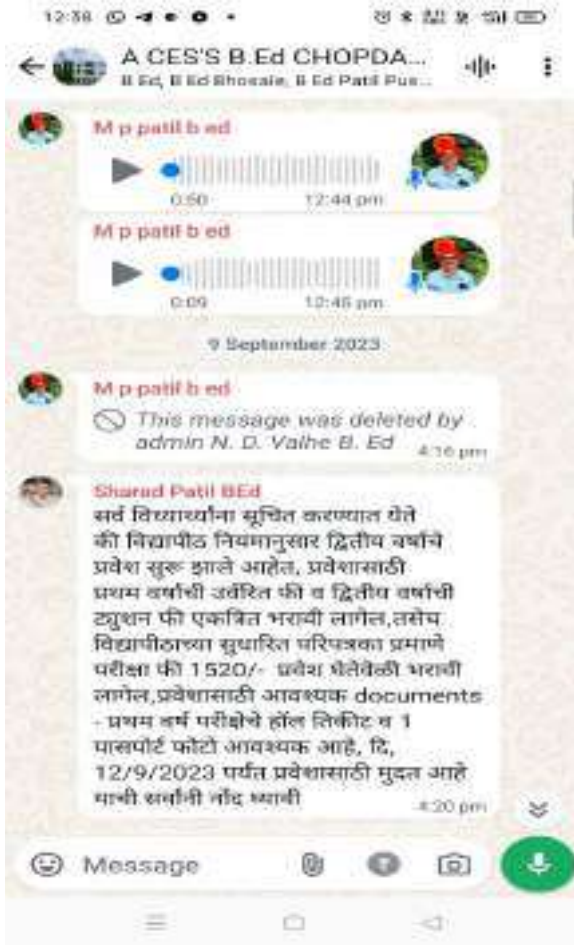 12:38
A CES'S B.Ed CHOPDA...
B Ed, B Ed Bhosale, B Ed Patil Pus...
M p patil b ed
0:50 12:44 pm
M p patil b ed
0:09 12:45 pm
9 September 2023
M p patil b ed
This message was deleted by
admin N. D. Valhe B. Ed 4:16 pm
Sharad Patil BEd
सर्व विध्यार्थ्यांना सूचित करण्यात येते
की विद्यापीठ नियमानुसार द्वितीय वर्षाचे
प्रवेश सुरू झाले आहेत, प्रवेशासाठी
प्रथम वर्षाची उर्वरित फी व द्वितीय वर्षाची
ट्युशन फी एकत्रित भरावी लागेल,तसेच
विद्यापीठाच्या सुधारित परिपत्रका प्रमाणे
परीक्षा फी 1520/- प्रवेश घेतेवेळी भरावी
लागेल,प्रवेशासाठी आवश्यक documents
- प्रथम वर्ष परीक्षेचे हॉल तिकीट व 1
पासपोर्ट फोटो आवश्यक आहे, दि,
12/9/2023 पर्यंत प्रवेशासाठी मुदत आहे
याची सर्वांनी नोंद घ्यावी 4:20 pm
Message